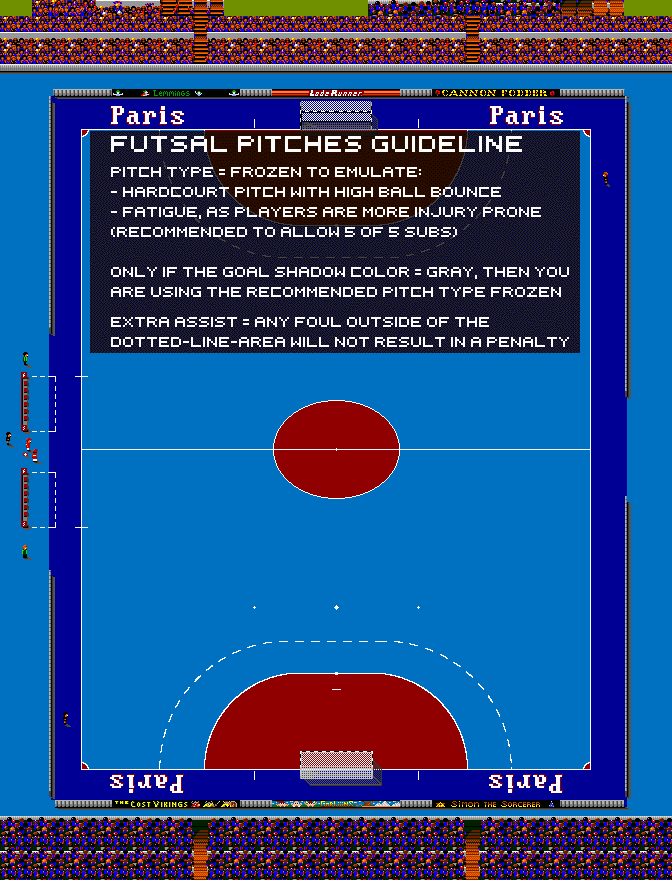 Lemmings LodeRunner CANNON FODDER
Paris Paris
FUTSAL PITCHES GUIDELINE
PITCH TYPE = FROZEN TO EMULATE:
- HARDCOURT PITCH WITH HIGH BALL BOUNCE
- FATIGUE, AS PLAYERS ARE MORE INJURY PRONE
(RECOMMENDED TO ALLOW 5 OF 5 SUBS)
ONLY IF THE GOAL SHADOW COLOR = GRAY, THEN YOU
ARE USING THE RECOMMENDED PITCH TYPE FROZEN
EXTRA ASSIST = ANY FOUL OUTSIDE OF THE
DOTTED-LINE-AREA WILL NOT RESULT IN A PENALTY
Paris Paris
THE LOST VIKINGS SIMON THE SORCERER